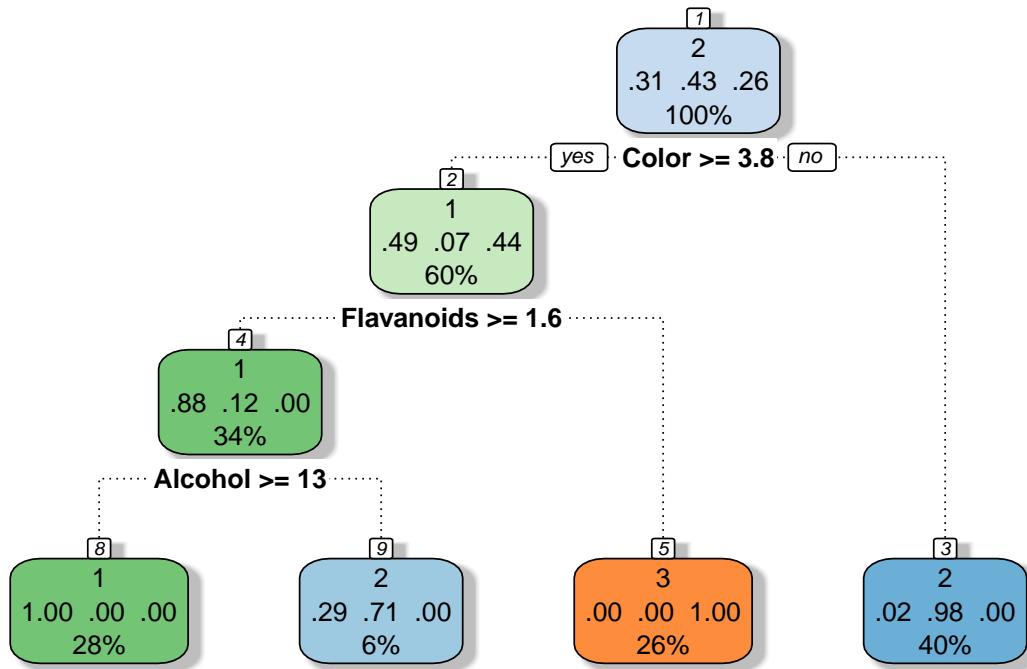 1
2
.31 .43 .26
100%
yes Color >= 3.8 no
2
1
.49 .07 .44
60%
Flavanoids >= 1.6
4
1
.88 .12 .00
34%
Alcohol >= 13
8
1
1.00 .00 .00
28%
9
2
.29 .71 .00
6%
5
3
.00 .00 1.00
26%
3
2
.02 .98 .00
40%